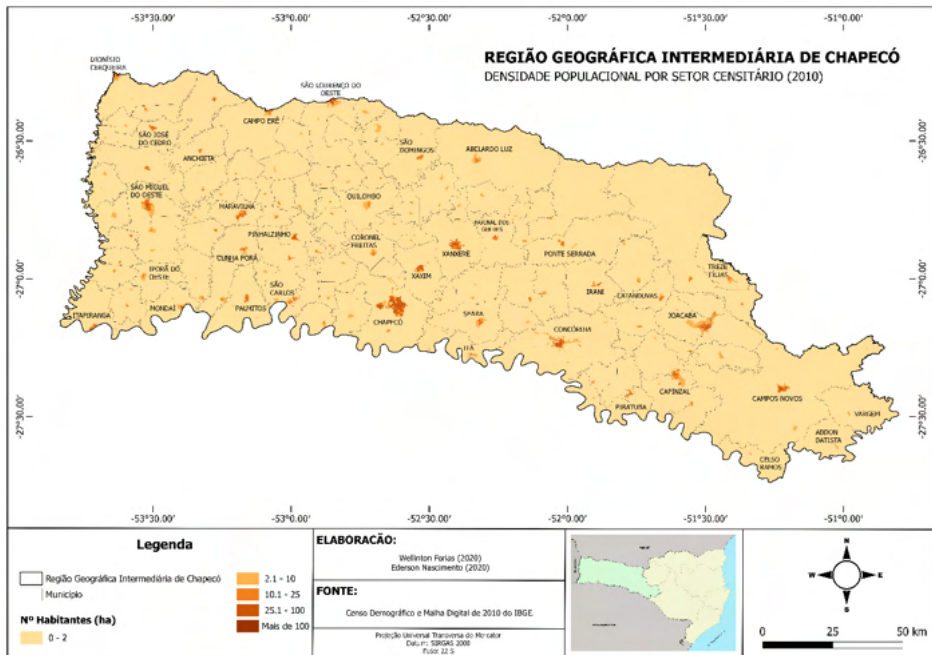 -53°30.00'
-53°0.00'
-52°30.00'
-52°0.00'
-51°30.00'
-51°0.00'
REGIÃO GEOGRÁFICA INTERMEDIÁRIA DE CHAPECÓ
DENSIDADE POPULACIONAL POR SETOR CENSITÁRIO (2010)
DIONÍSIO
CERQUEIRA
SÃO LOURENÇO DO
OESTE
CAMPO ERÊ
-26°30.00'
-26°30.00'
SÃO JOSÉ
DO CEDRO
ANCHIETA
SÃO
DOMINGOS
ABELARDO LUZ
SÃO MIGUEL
DO OESTE
MARAVILHA
QUILOMBO
PINHALZINHO
CORONEL
FREITAS
XANXERÊ
PONTE SERRADA
CUNHA PORÃ
XAXIM
-27°0.00'
-27°0.00'
IPORÃ DO
OESTE
SÃO
CARLOS
TREZE
TÍLIAS
IRANI
CATANDUVAS
ITAPIRANGA
MONDAÍ
PALMITOS
CHAPECÓ
SEARA
CONCÓRDIA
JOAÇABA
ITÁ
CAPINZAL
CAMPOS NOVOS
PIRATUBA
-27°30.00'
-27°30.00'
VARGEM
ABDON
BATISTA
CELSO
RAMOS
-53°30.00'
-53°0.00'
-52°30.00'
-52°0.00'
-51°30.00'
-51°0.00'
Legenda
Região Geográfica Intermediária de Chapecó
Município
Nº Habitantes (ha)
0 - 2
2.1 - 10
10.1 - 25
25.1 - 100
Mais de 100
ELABORACÃO:
Wellinton Forias (2020)
Ederson Nascimento (2020)
FONTE:
Censo Demográfico e Malha Digital de 2010 do IBGE.
Projeção Universal Transversa de Mercator
Datum: SIRGAS 2000
Fuso: 22 S
N
W
E
S
0
25
50 km